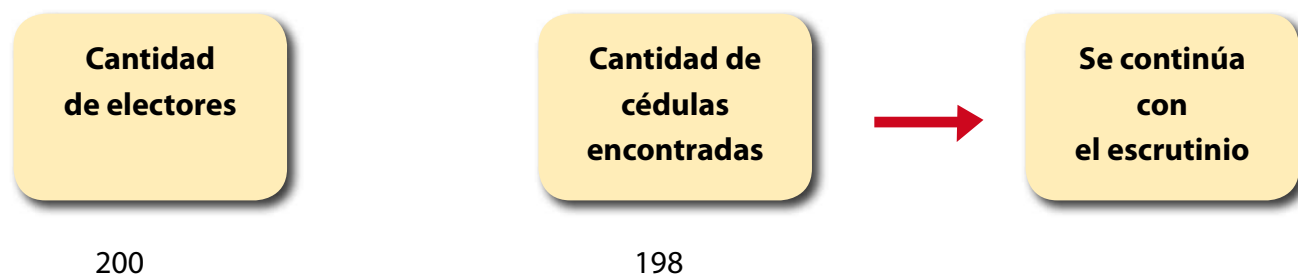 Cantidad
de electores
Cantidad de
cédulas
encontradas
Se continúa
con
el escrutinio
200
198